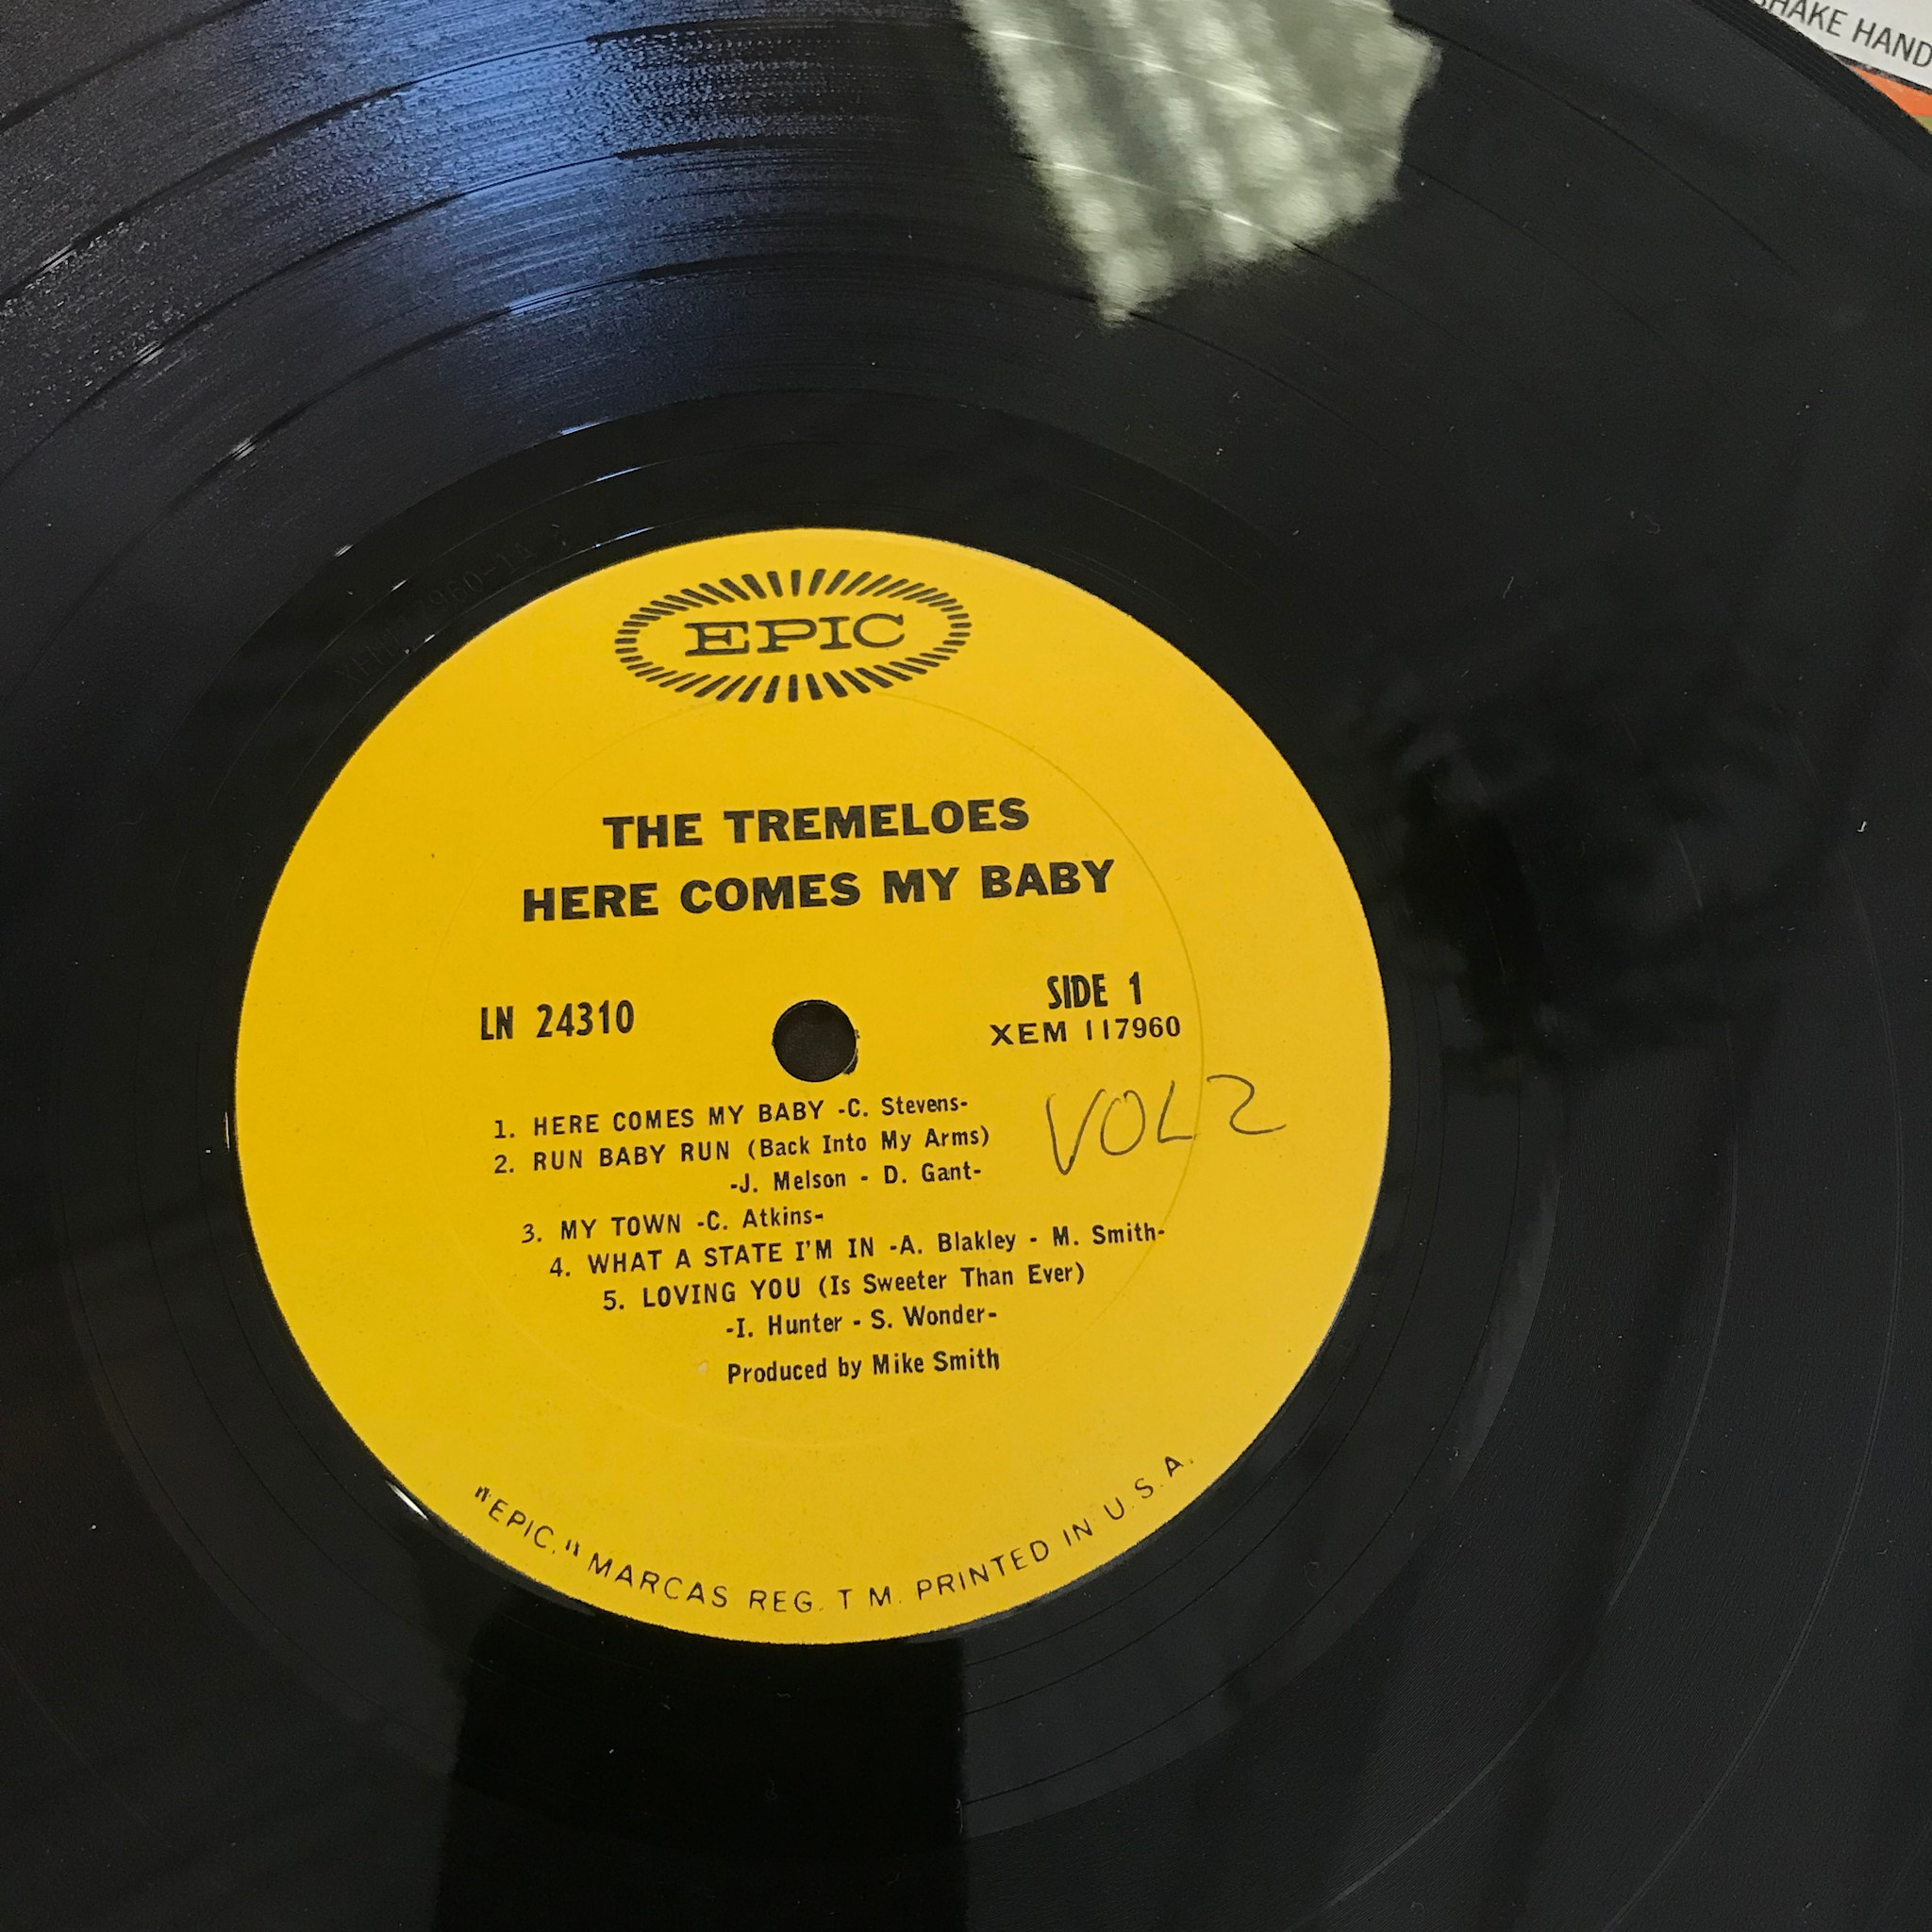 SHAKE HAND
EPIC
THE TREMELOES
HERE COMES MY BABY
LN 24310
SIDE 1
XEM 117960
VOL 2
1. HERE COMES MY BABY -C. Stevens-
2. RUN BABY RUN (Back Into My Arms)
-J. Melson - D. Gant-
3. MY TOWN -C. Atkins-
4. WHAT A STATE I'M IN -A. Blakley - M. Smith-
5. LOVING YOU (Is Sweeter Than Ever)
-I. Hunter - S. Wonder-
Produced by Mike Smith
"EPIC," MARCAS REG. T M. PRINTED IN U.S.A.